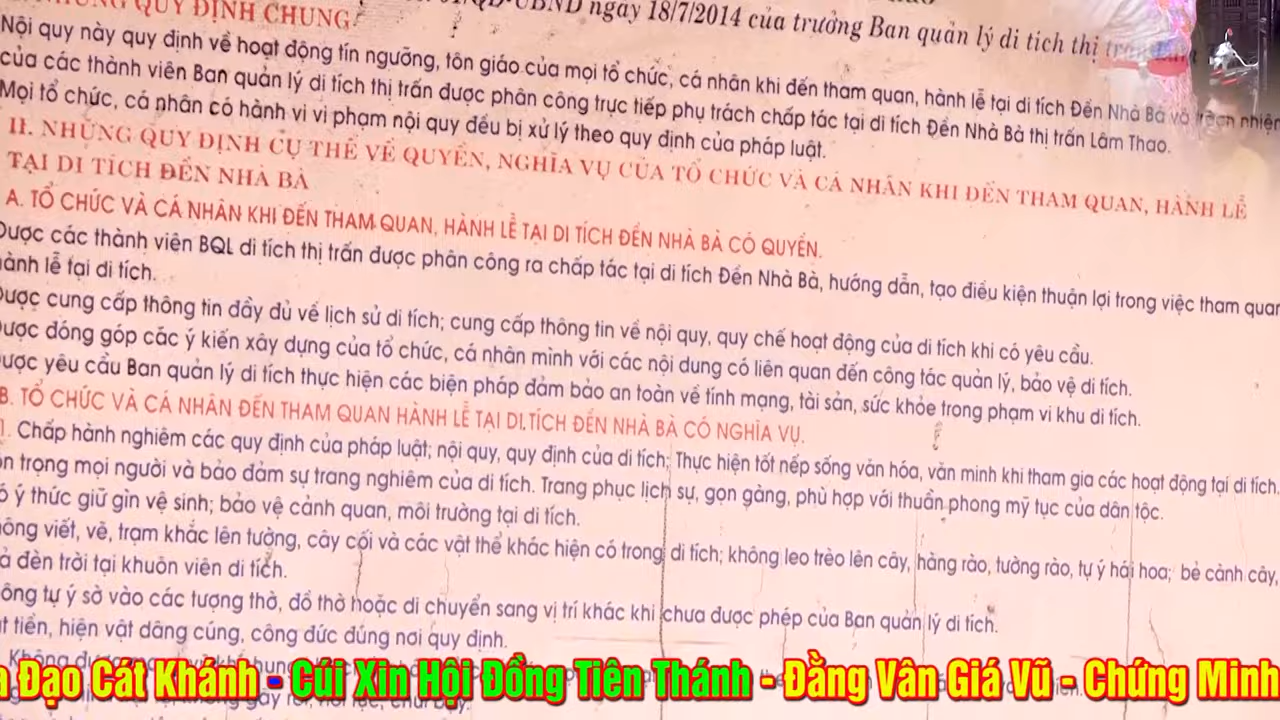 NHỮNG QUY ĐỊNH CHUNG
ngày 18/7/2014 của trưởng Ban quản lý di tích thị
Nội quy này quy định về hoạt động tín ngưỡng, tôn giáo của mọi tổ chức, cá nhân khi đến tham quan, hành lễ tại di tích Đền Nhà Bà và
của các thành viên Ban quản lý di tích thị trấn được phân công trực tiếp phụ trách chấp tác tại di tích Đền Nhà Bà thị trấn Lâm Thao.
Mọi tổ chức, cá nhân có hành vi vi phạm nội quy đều bị xử lý theo quy định của pháp luật.
II. NHỮNG QUY ĐỊNH CỤ THỂ VỀ QUYỀN, NGHĨA VỤ CỦA TỔ CHỨC VÀ CÁ NHÂN KHI ĐẾN THAM QUAN, HÀNH LỄ
TẠI DI TÍCH ĐỀN NHÀ BÀ
A. TỔ CHỨC VÀ CÁ NHÂN KHI ĐẾN THAM QUAN, HÀNH LỄ TẠI DI TÍCH ĐỀN NHÀ BÀ CÓ QUYỀN.
Được các thành viên BQL di tích thị trấn được phân công ra chấp tác tại di tích Đền Nhà Bà, hướng dẫn, tạo điều kiện thuận lợi trong việc tham quan
hành lễ tại di tích.
Được cung cấp thông tin đầy đủ về lịch sử di tích; cung cấp thông tin về nội quy, quy chế hoạt động của di tích khi có yêu cầu.
Được đóng góp các ý kiến xây dựng của tổ chức, cá nhân mình với các nội dung có liên quan đến công tác quản lý, bảo vệ di tích.
Được yêu cầu Ban quản lý di tích thực hiện các biện pháp đảm bảo an toàn về tính mạng, tài sản, sức khỏe trong phạm vi khu di tích.
B. TỔ CHỨC VÀ CÁ NHÂN ĐẾN THAM QUAN HÀNH LỄ TẠI DI TÍCH ĐỀN NHÀ BÀ CÓ NGHĨA VỤ.
1. Chấp hành nghiêm các quy định của pháp luật; nội quy, quy định của di tích; Thực hiện tốt nếp sống văn hóa, văn minh khi tham gia các hoạt động tại di tích.
ôn trọng mọi người và bảo đảm sự trang nghiêm của di tích. Trang phục lịch sự, gọn gàng, phù hợp với thuần phong mỹ tục của dân tộc.
ó ý thức giữ gìn vệ sinh; bảo vệ cảnh quan, môi trường tại di tích.
hông viết, vẽ, trạm khắc lên tường, cây cối và các vật thể khác hiện có trong di tích; không leo trèo lên cây, hàng rào, tường rào, tự ý hái hoa; bẻ cành cây,
ả đèn trời tại khuôn viên di tích.
hông tự ý sờ vào các tượng thờ, đồ thờ hoặc di chuyển sang vị trí khác khi chưa được phép của Ban quản lý di tích.
ặt tiền, hiện vật dâng cúng, công đức đúng nơi quy định.
a Đạo Cát Khánh - Cúi Xin Hội Đồng Tiên Thánh - Đằng Vân Giá Vũ - Chứng Minh